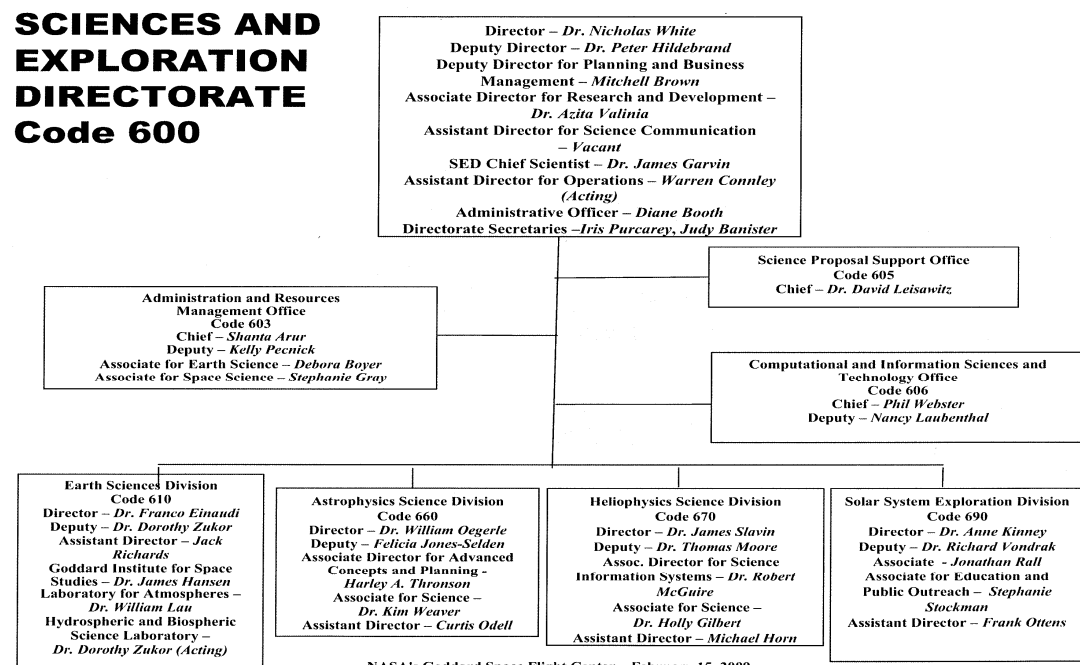 SCIENCES AND
EXPLORATION
DIRECTORATE
Code 600
Director – Dr. Nicholas White
Deputy Director – Dr. Peter Hildebrand
Deputy Director for Planning and Business
Management – Mitchell Brown
Associate Director for Research and Development –
Dr. Azita Valinia
Assistant Director for Science Communication
– Vacant
SED Chief Scientist – Dr. James Garvin
Assistant Director for Operations – Warren Connley
(Acting)
Administrative Officer – Diane Booth
Directorate Secretaries –Iris Purcarey, Judy Banister
Science Proposal Support Office
Code 605
Chief – Dr. David Leisawitz
Administration and Resources
Management Office
Code 603
Chief – Shanta Arur
Deputy – Kelly Pecnick
Associate for Earth Science – Debora Boyer
Associate for Space Science – Stephanie Gray
Computational and Information Sciences and
Technology Office
Code 606
Chief – Phil Webster
Deputy – Nancy Laubenthal
Earth Sciences Division
Code 610
Director – Dr. Franco Einaudi
Deputy – Dr. Dorothy Zukor
Assistant Director – Jack
Richards
Goddard Institute for Space
Studies – Dr. James Hansen
Laboratory for Atmospheres –
Dr. William Lau
Hydrospheric and Biospheric
Science Laboratory –
Dr. Dorothy Zukor (Acting)
Astrophysics Science Division
Code 660
Director – Dr. William Oegerle
Deputy – Felicia Jones-Selden
Associate Director for Advanced
Concepts and Planning -
Harley A. Thronson
Associate for Science –
Dr. Kim Weaver
Assistant Director – Curtis Odell
Heliophysics Science Division
Code 670
Director – Dr. James Slavin
Deputy – Dr. Thomas Moore
Assoc. Director for Science
Information Systems – Dr. Robert
McGuire
Associate for Science –
Dr. Holly Gilbert
Assistant Director – Michael Horn
Solar System Exploration Division
Code 690
Director – Dr. Anne Kinney
Deputy – Dr. Richard Vondrak
Associate - Jonathan Rall
Associate for Education and
Public Outreach – Stephanie
Stockman
Assistant Director – Frank Ottens
NASA's Goddard Space Flight Center - February 15, 2009